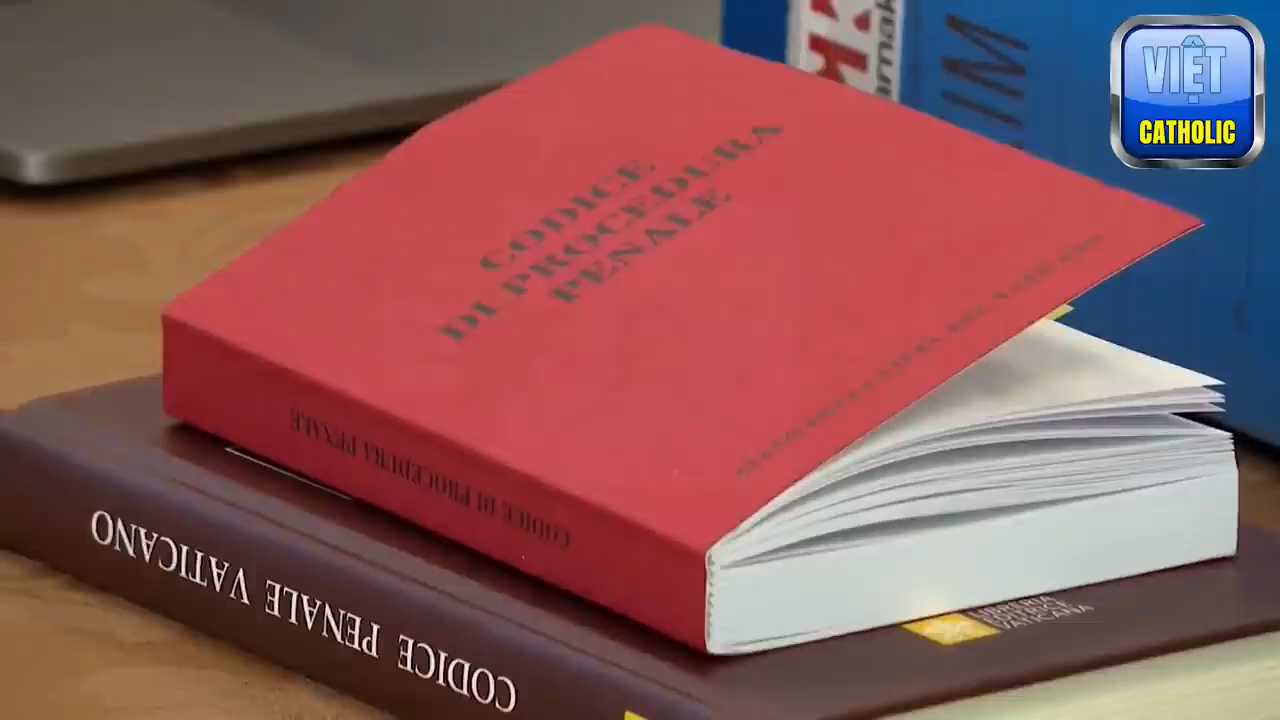 VIỆT
CATHOLIC
CODICE
DI PROCEDURA
PENALE
CODICE DI PROCEDURA PENALE
CODICE PENALE VATICANO
LIBRERIA
EDITRICE
VATICANA